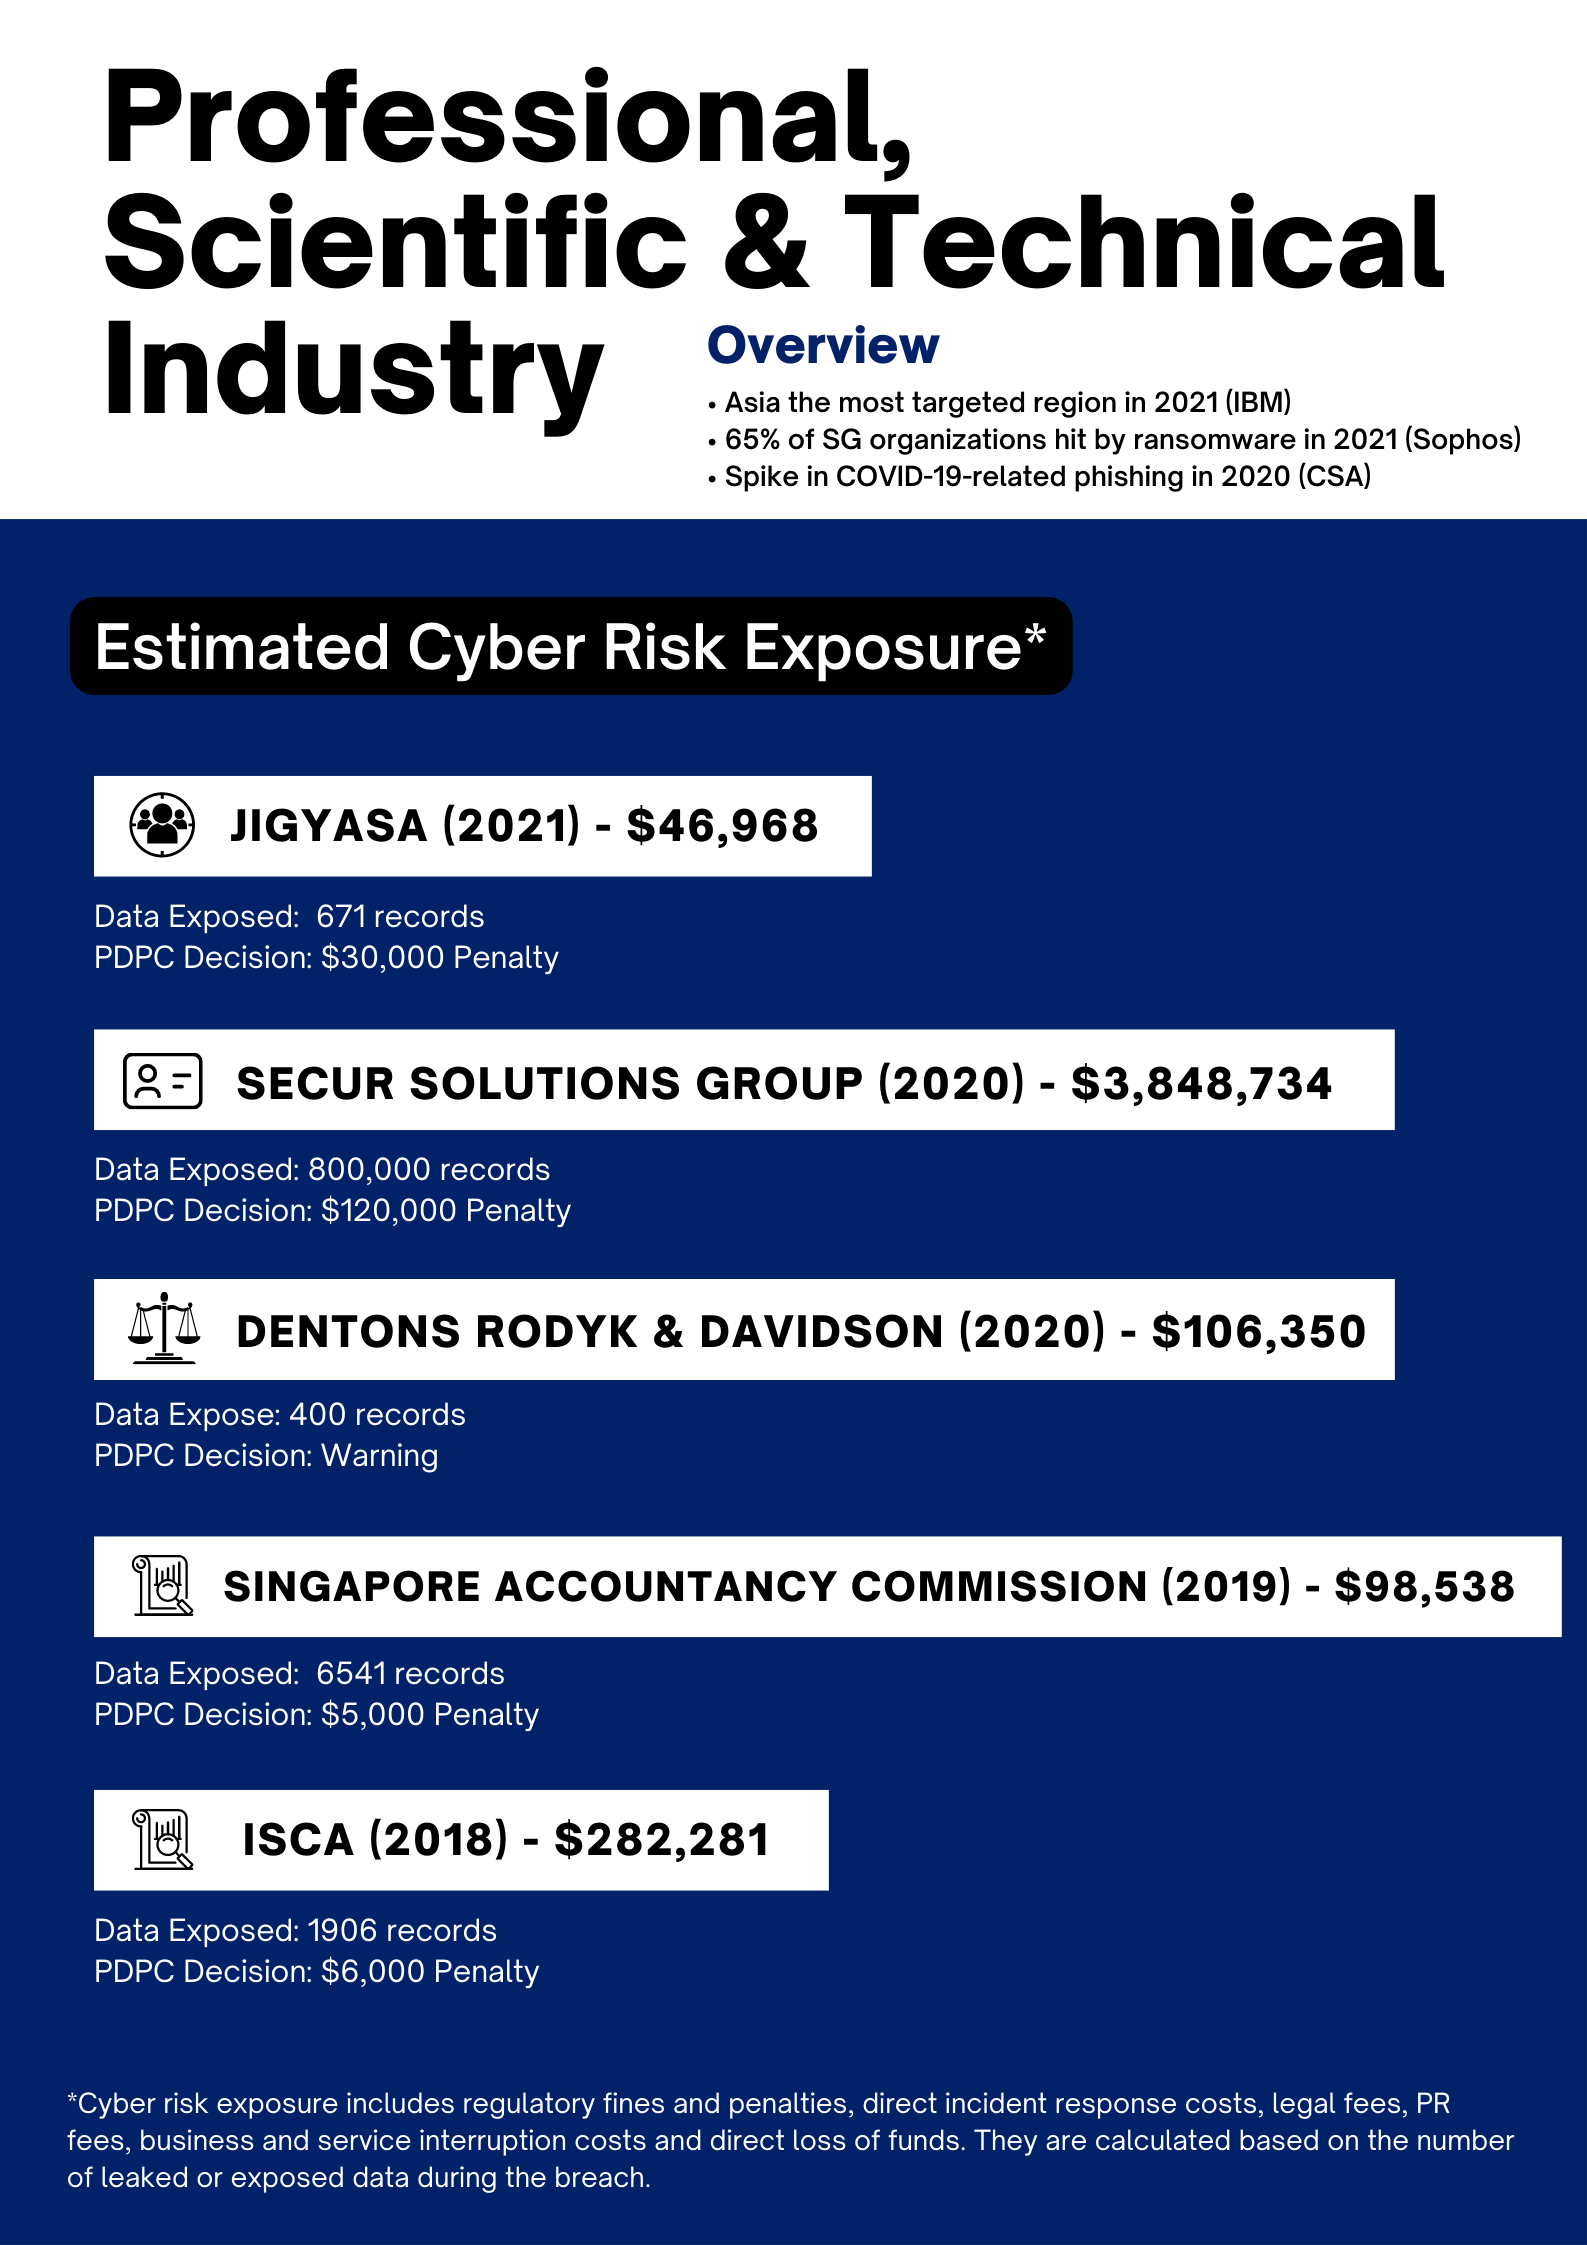 Professional,
Scientific & Technical
Industry
Overview
• Asia the most targeted region in 2021 (IBM)
• 65% of SG organizations hit by ransomware in 2021 (Sophos)
• Spike in COVID-19-related phishing in 2020 (CSA)
Estimated Cyber Risk Exposure*
JIGYASA (2021) - $46,968
Data Exposed:  671 records
PDPC Decision: $30,000 Penalty
SECUR SOLUTIONS GROUP (2020) - $3,848,734
Data Exposed: 800,000 records
PDPC Decision: $120,000 Penalty
DENTONS RODYK & DAVIDSON (2020) - $106,350
Data Expose: 400 records
PDPC Decision: Warning
SINGAPORE ACCOUNTANCY COMMISSION (2019) - $98,538
Data Exposed:  6541 records
PDPC Decision: $5,000 Penalty
ISCA (2018) - $282,281
Data Exposed: 1906 records
PDPC Decision: $6,000 Penalty
*Cyber risk exposure includes regulatory fines and penalties, direct incident response costs, legal fees, PR
fees, business and service interruption costs and direct loss of funds. They are calculated based on the number
of leaked or exposed data during the breach.